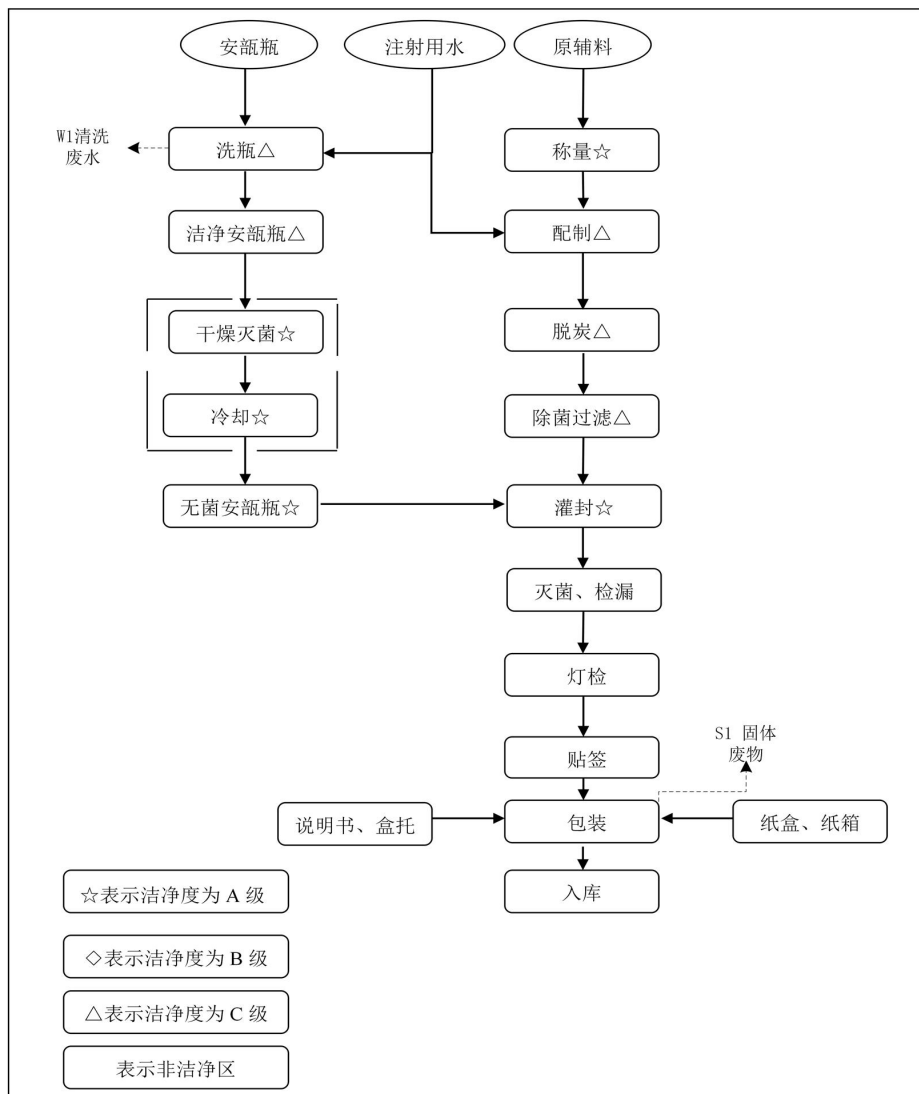 安瓿瓶
注射用水
原辅料
W1清洗
废水
洗瓶△
称量☆
洁净安瓿瓶△
配制△
干燥灭菌☆
脱炭△
冷却☆
除菌过滤△
无菌安瓿瓶☆
灌封☆
灭菌、检漏
灯检
S1 固体
废物
贴签
说明书、盒托
包装
纸盒、纸箱
入库
☆表示洁净度为 A 级
◇表示洁净度为 B 级
△表示洁净度为 C 级
表示非洁净区